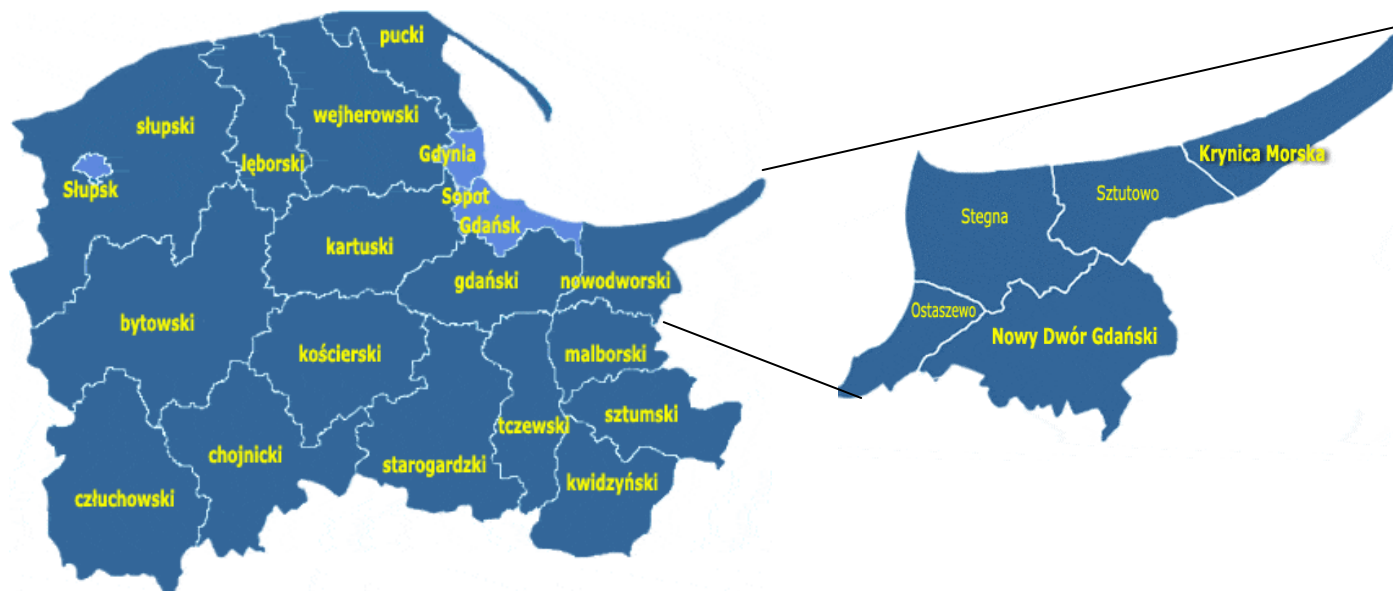 pucki
wejherowski
słupski
Gdynia
lęborski
Słupsk
Sopot
Gdańsk
kartuski
gdański
nowodworski
bytowski
kościerski
malborski
sztumski
tczewski
chojnicki
starogardzki
kwidzyński
człuchowski
Krynica Morska
Sztutowo
Stegna
Ostaszewo
Nowy Dwór Gdański